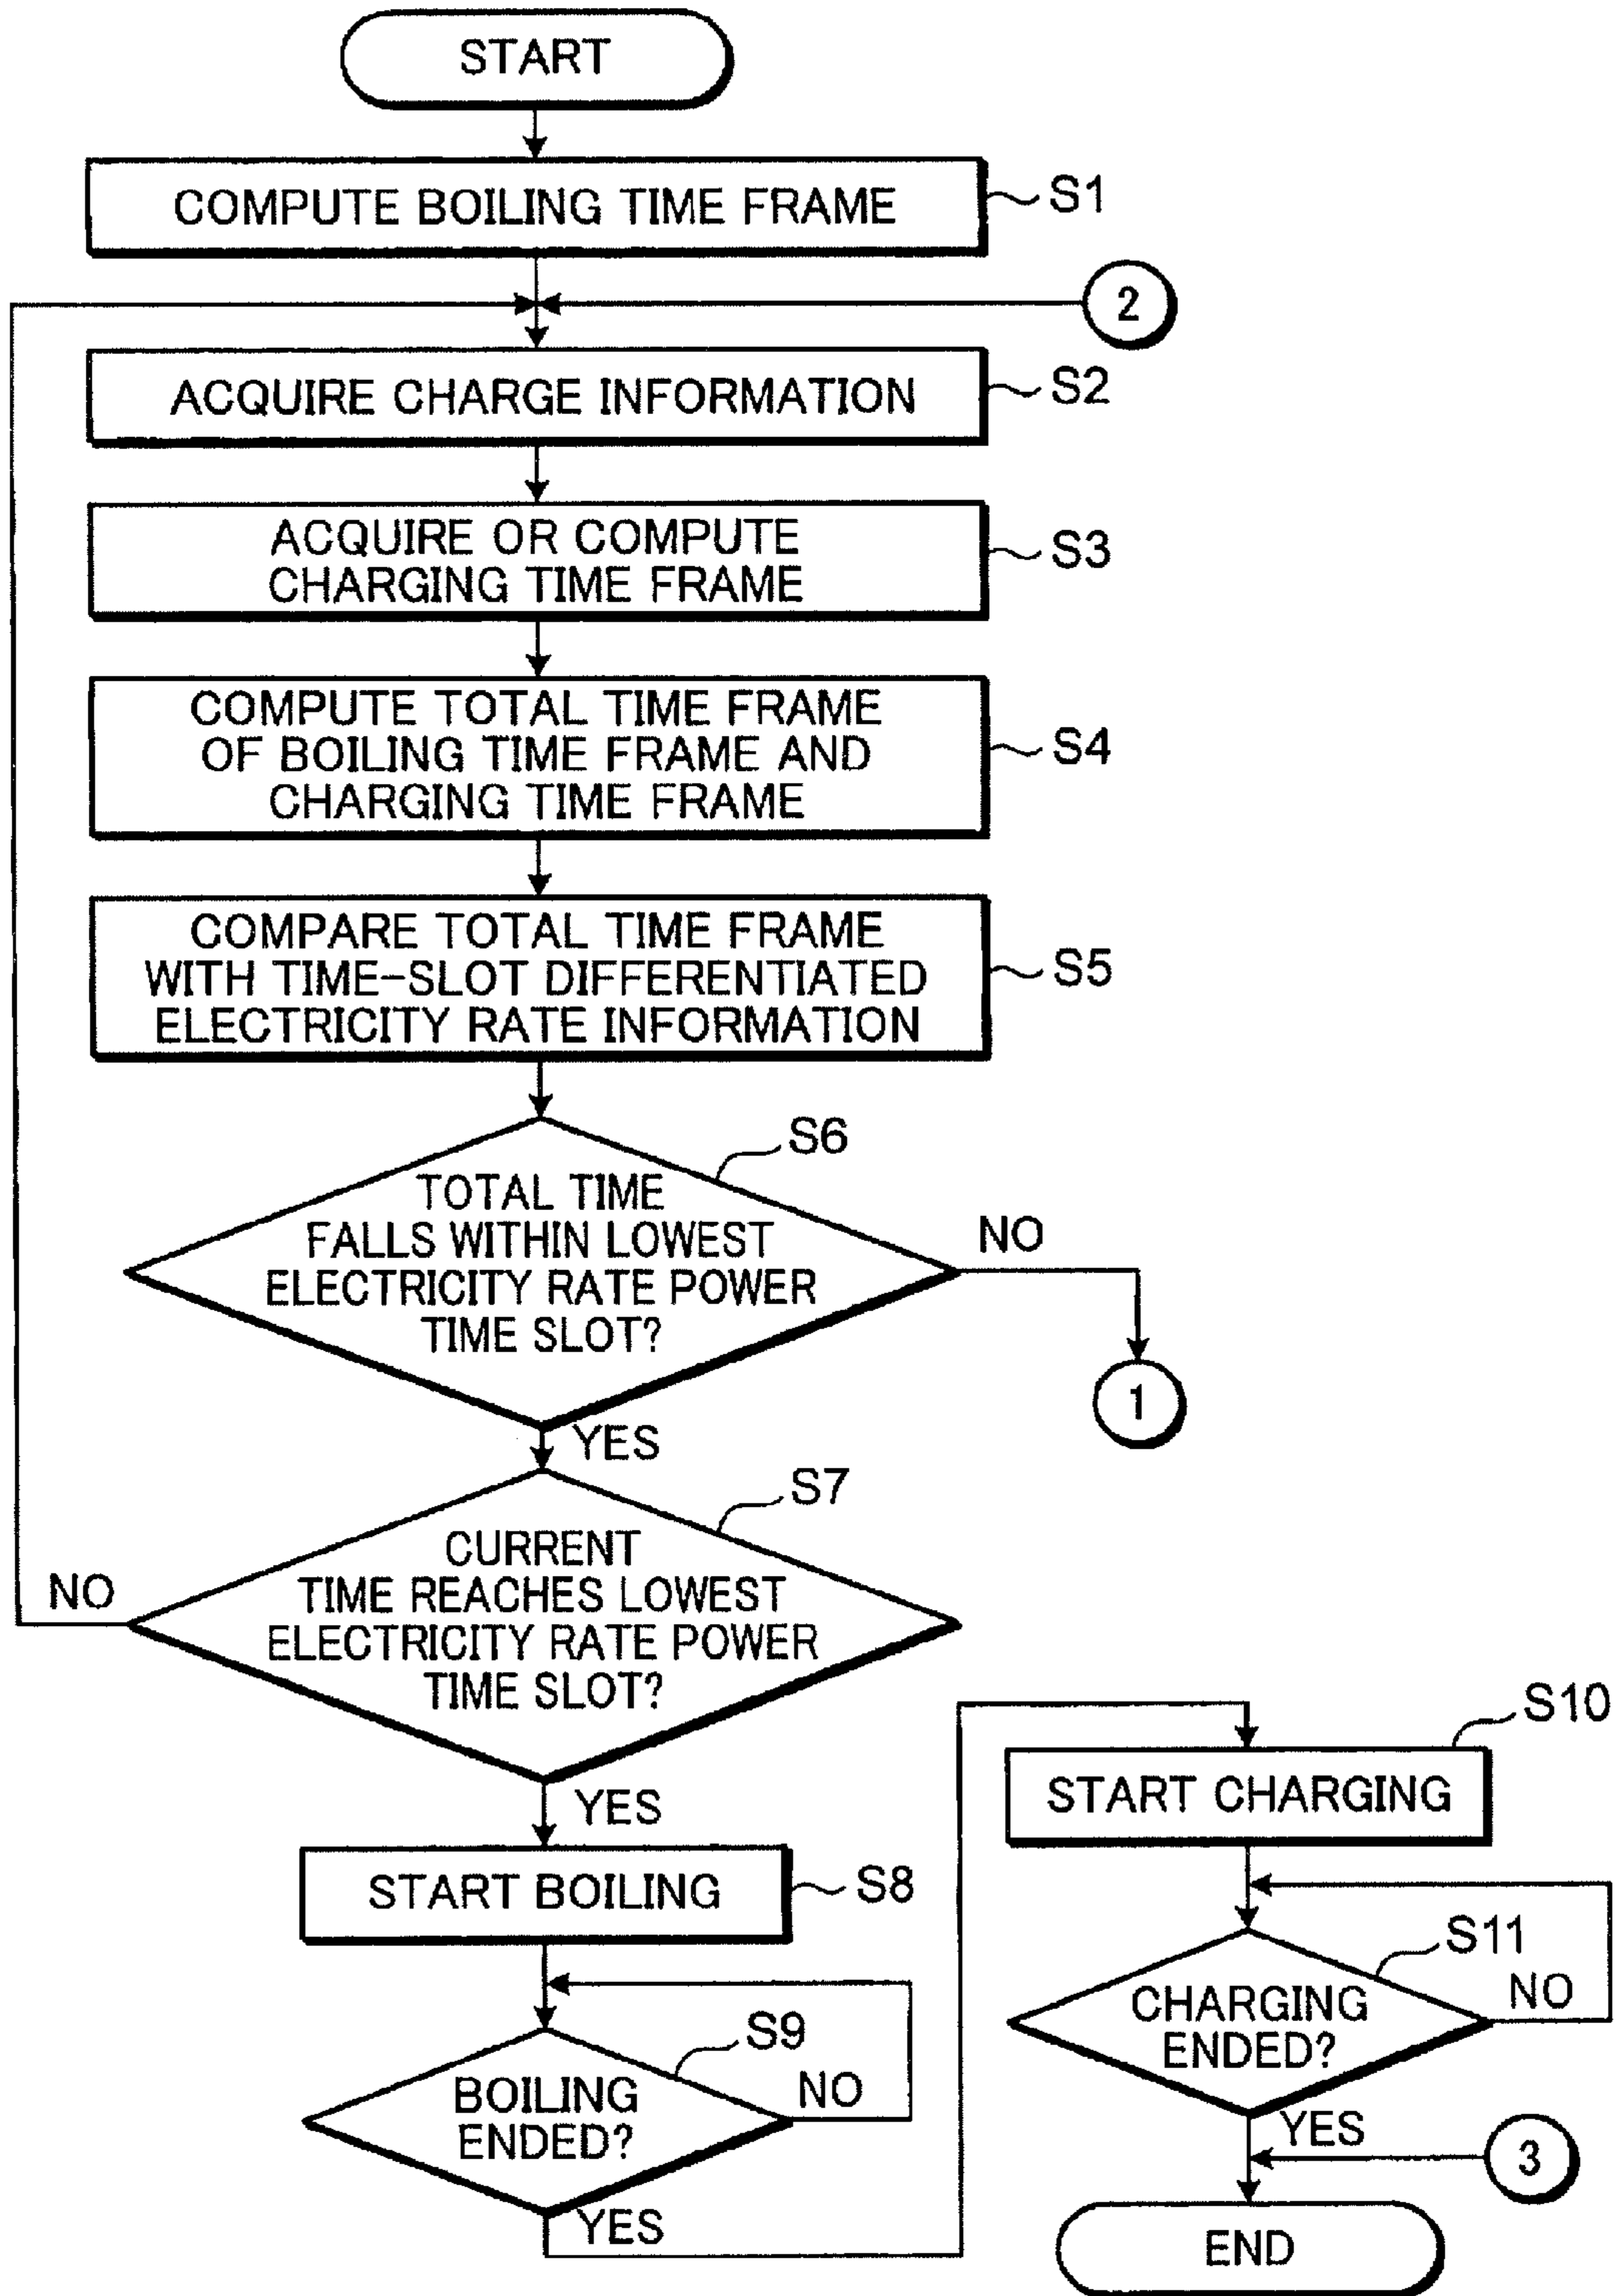 START
COMPUTE BOILING TIME FRAME
S1
2
ACQUIRE CHARGE INFORMATION
S2
ACQUIRE OR COMPUTE
CHARGING TIME FRAME
S3
COMPUTE TOTAL TIME FRAME
OF BOILING TIME FRAME AND
CHARGING TIME FRAME
S4
COMPARE TOTAL TIME FRAME
WITH TIME-SLOT DIFFERENTIATED
ELECTRICITY RATE INFORMATION
S5
S6
TOTAL TIME
FALLS WITHIN LOWEST
ELECTRICITY RATE POWER
TIME SLOT?
NO
1
YES
S7
CURRENT
TIME REACHES LOWEST
ELECTRICITY RATE POWER
TIME SLOT?
NO
YES
START BOILING
S8
S9
BOILING
ENDED?
NO
YES
S10
START CHARGING
S11
CHARGING
ENDED?
NO
YES
3
END